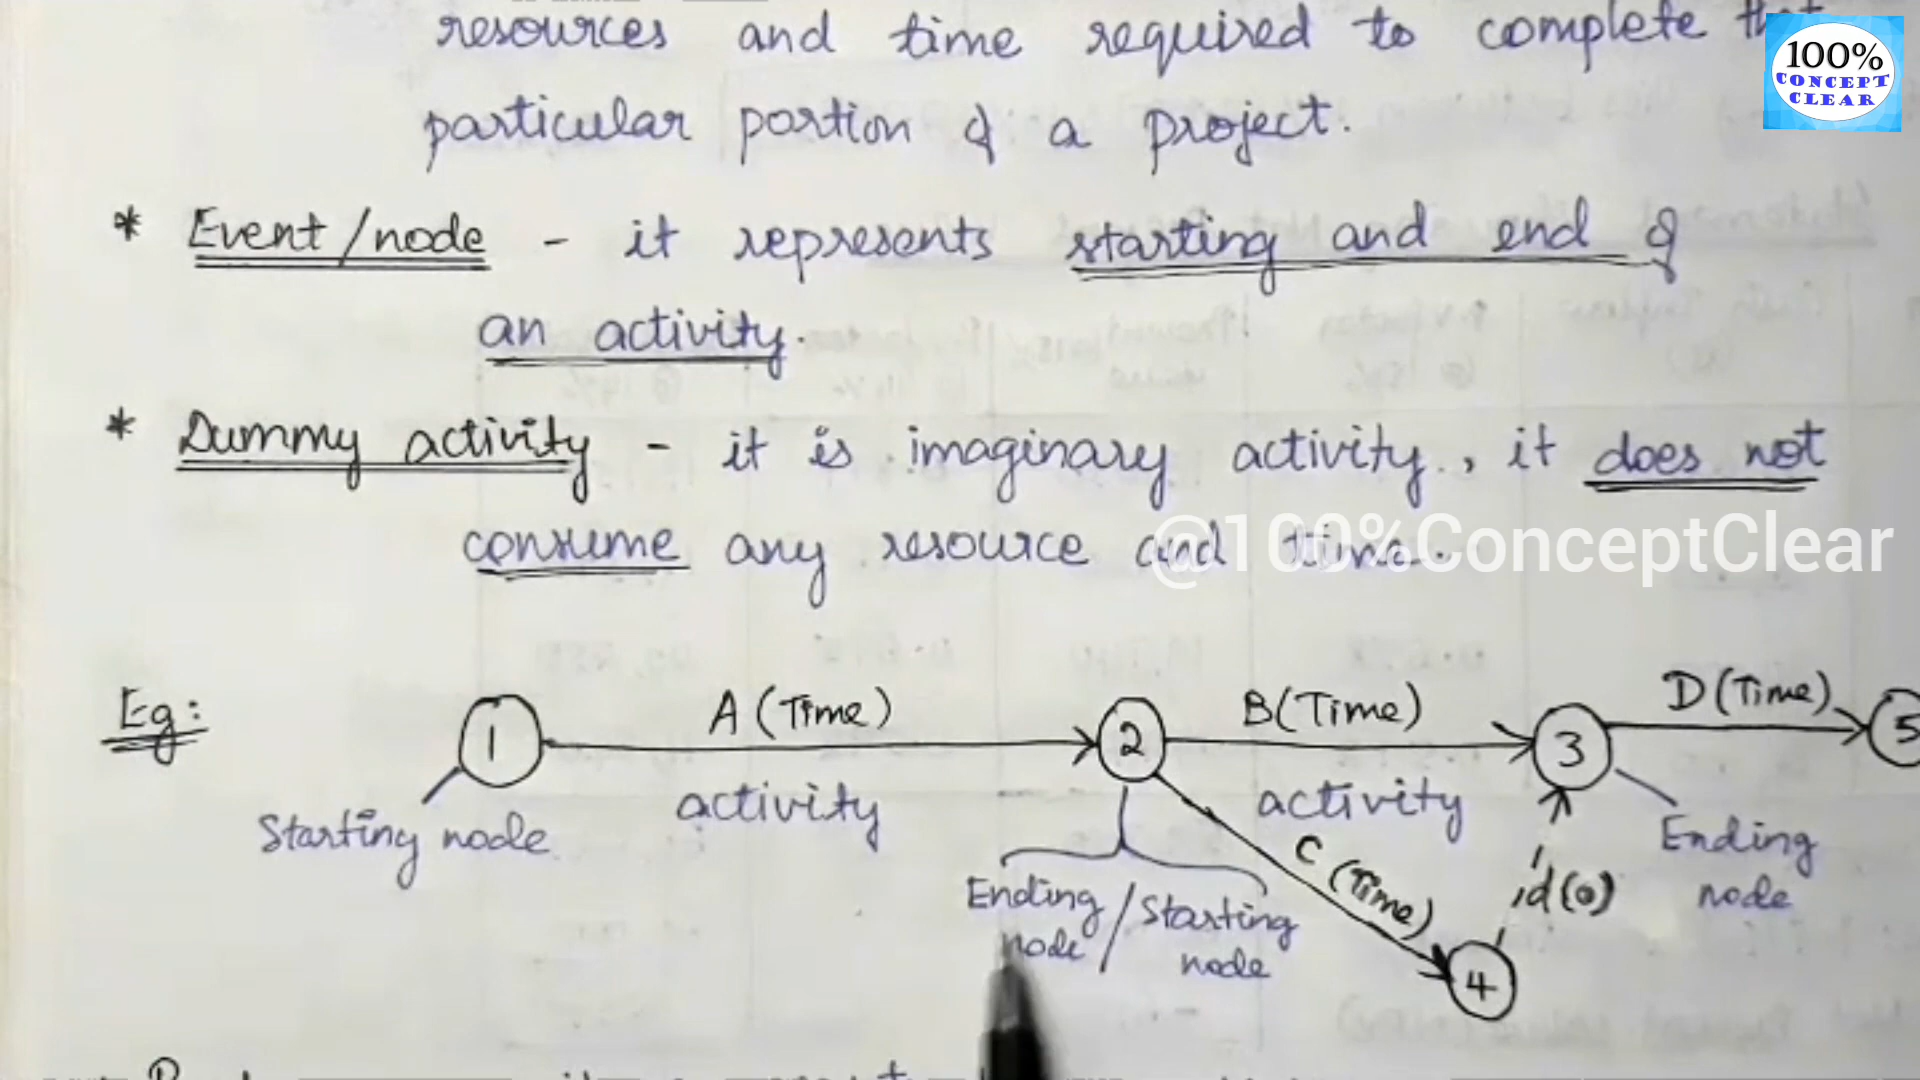 resources and time required to complete
particular portion of a project.
100%
CONCEPT
CLEAR
* Event/node - it represents starting and end of
an activity.
* Dummy activity - it is imaginary activity, it does not
consume any resource and time.
@100%ConceptClear
Eg:
1 A (Time) 2 B(Time) 3 D(Time) 5
activity activity
Starting node
C (Time)
d(0)
Ending node
Ending node / Starting node
4